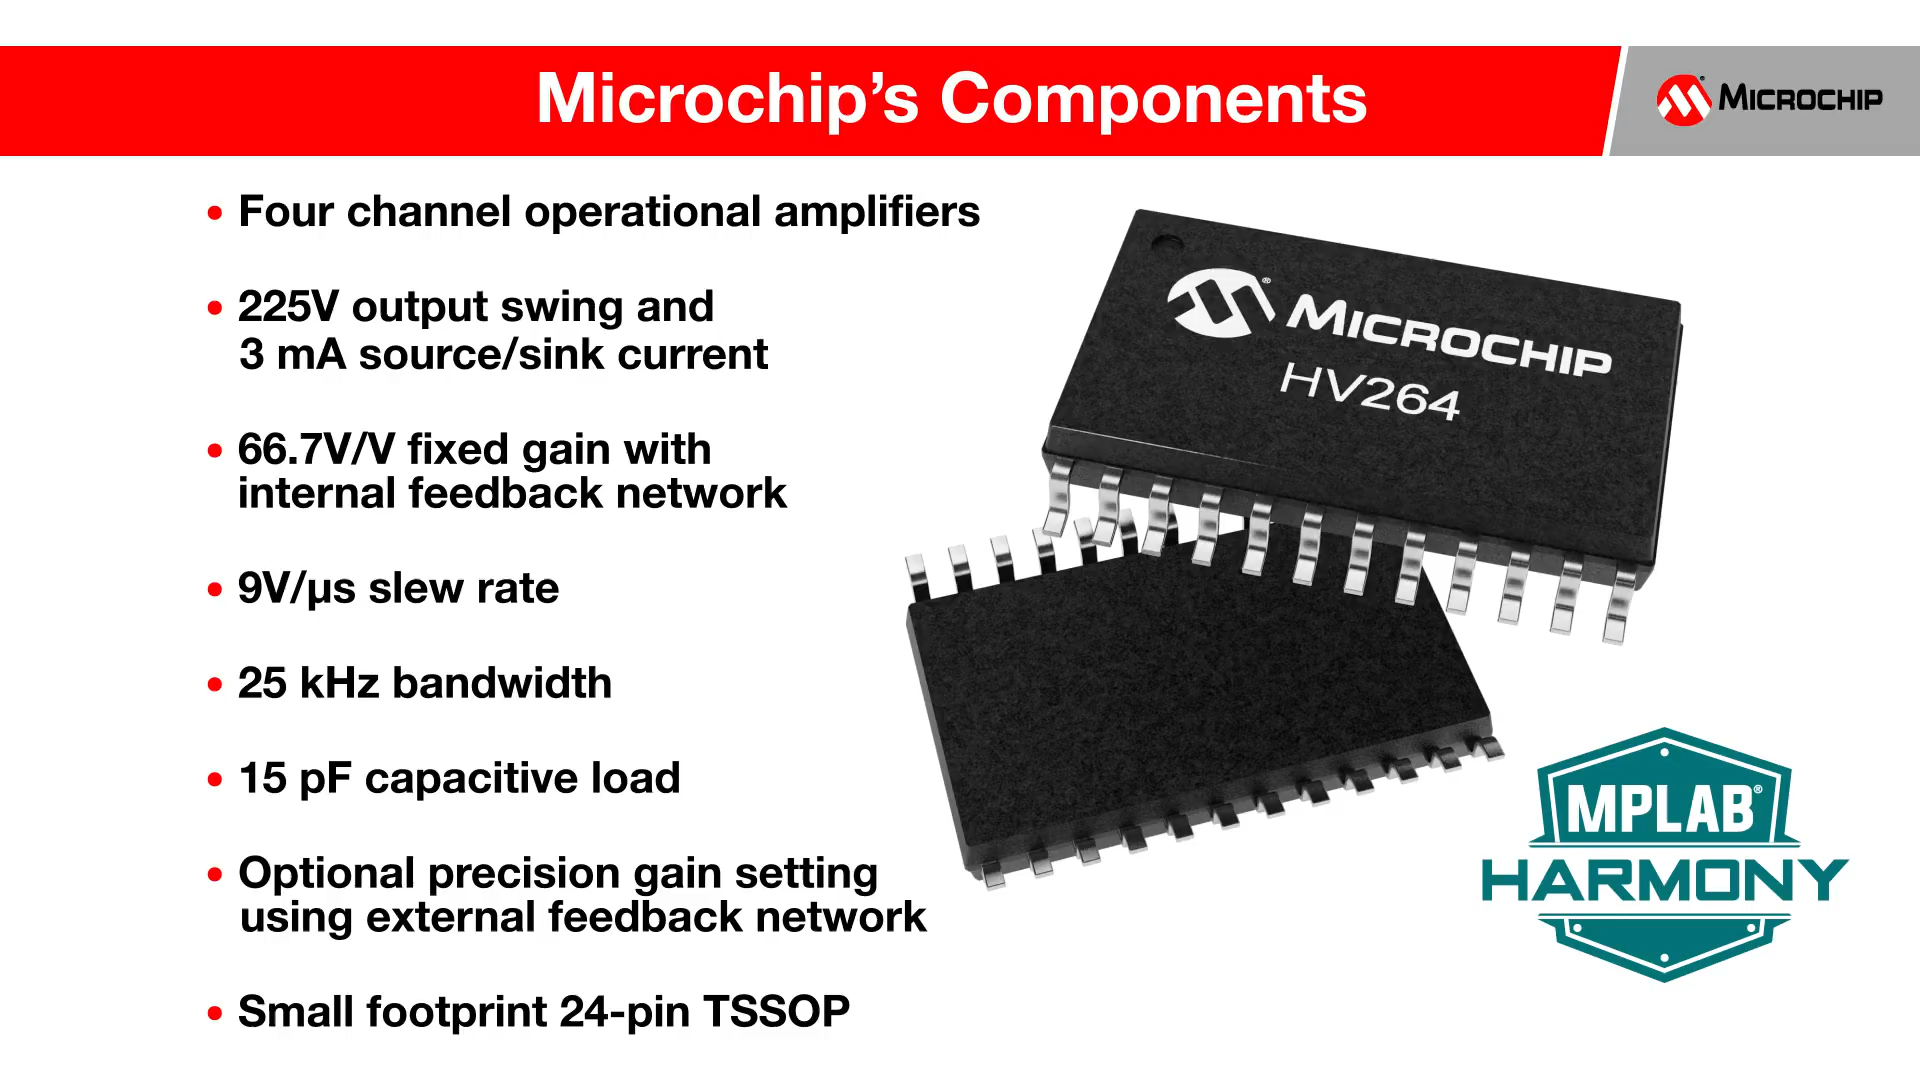 Microchip’s Components
MICROCHIP
• Four channel operational amplifiers
• 225V output swing and
3 mA source/sink current
• 66.7V/V fixed gain with
internal feedback network
• 9V/µs slew rate
• 25 kHz bandwidth
• 15 pF capacitive load
• Optional precision gain setting
using external feedback network
• Small footprint 24-pin TSSOP
® MICROCHIP
HV264
MPLAB®
HARMONY